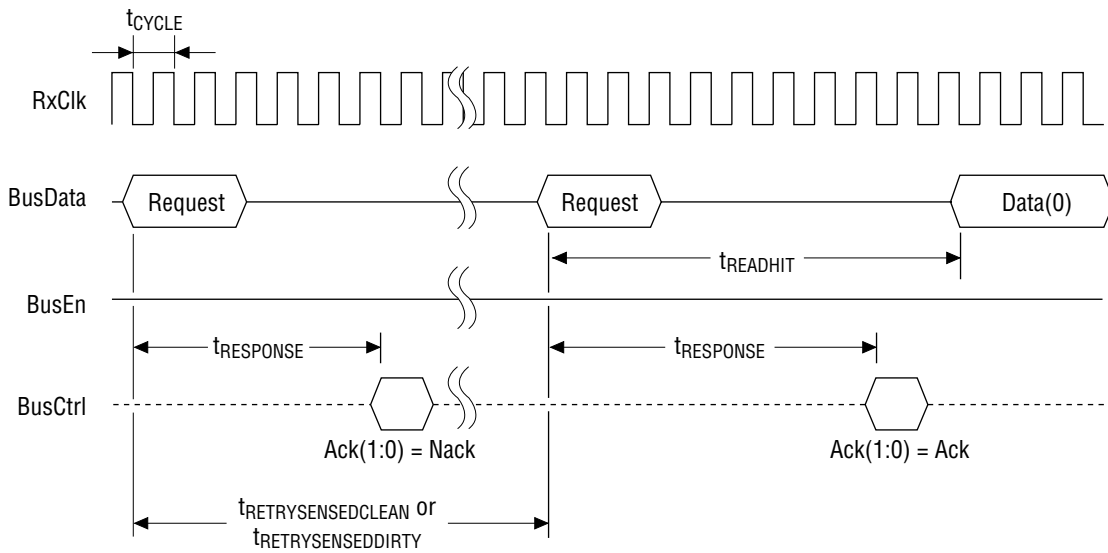 tCYCLE
RxClk
BusData
Request
Request
Data(0)
tREADHIT
BusEn
tRESPONSE
tRESPONSE
BusCtrl
Ack(1:0) = Nack
Ack(1:0) = Ack
tRETRYSENSEDCLEAN or
tRETRYSENSEDDIRTY